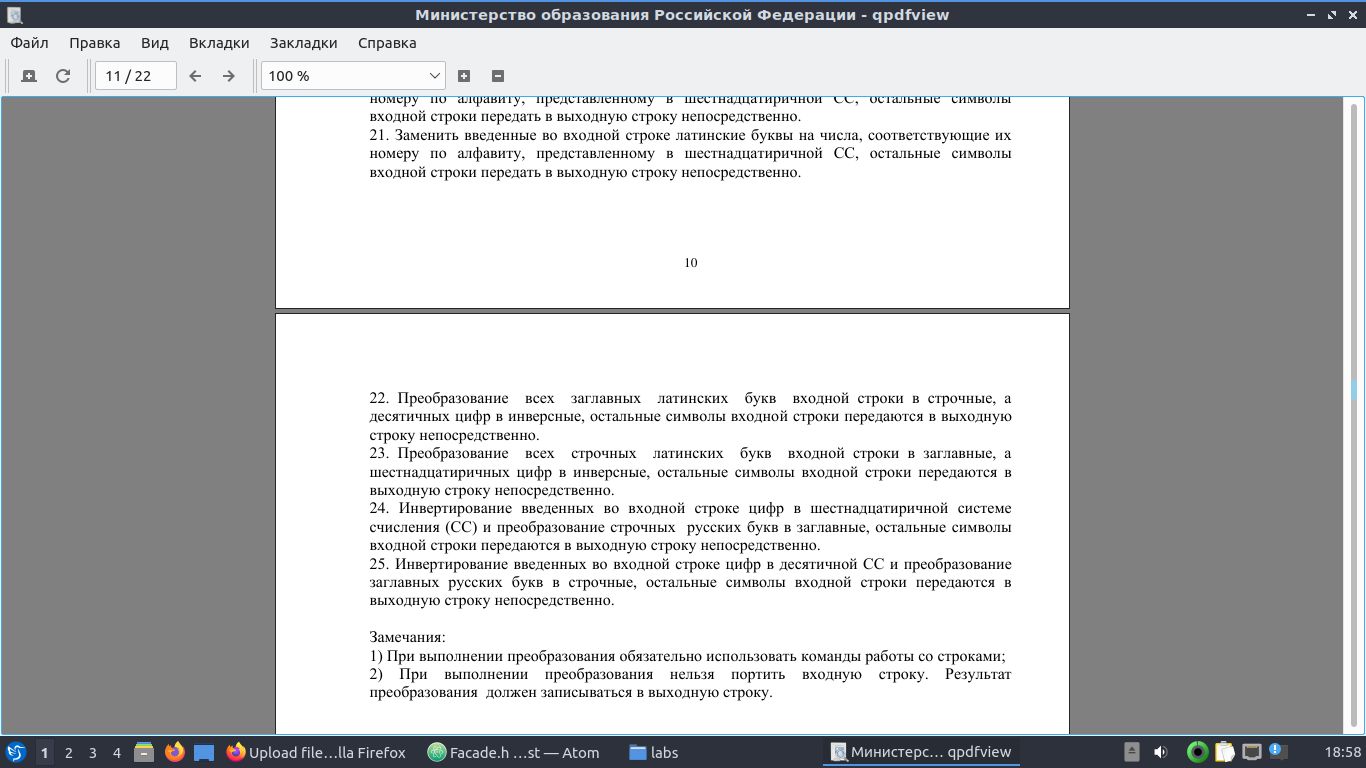 Министерство образования Российской Федерации - qpdfview
Файл Правка Вид Вкладки Закладки Справка
11 / 22 100 %
номеру по алфавиту, представленному в шестнадцатиричной СС, остальные символы
входной строки передать в выходную строку непосредственно.
21. Заменить введенные во входной строке латинские буквы на числа, соответствующие их
номеру по алфавиту, представленному в шестнадцатиричной СС, остальные символы
входной строки передать в выходную строку непосредственно.
10
22. Преобразование всех заглавных латинских букв входной строки в строчные, а
десятичных цифр в инверсные, остальные символы входной строки передаются в выходную
строку непосредственно.
23. Преобразование всех строчных латинских букв входной строки в заглавные, а
шестнадцатиричных цифр в инверсные, остальные символы входной строки передаются в
выходную строку непосредственно.
24. Инвертирование введенных во входной строке цифр в шестнадцатиричной системе
счисления (СС) и преобразование строчных русских букв в заглавные, остальные символы
входной строки передаются в выходную строку непосредственно.
25. Инвертирование введенных во входной строке цифр в десятичной СС и преобразование
заглавных русских букв в строчные, остальные символы входной строки передаются в
выходную строку непосредственно.
Замечания:
1) При выполнении преобразования обязательно использовать команды работы со строками;
2) При выполнении преобразования нельзя портить входную строку. Результат
преобразования должен записываться в выходную строку.
1 2 3 4 Upload file...lla Firefox Facade.h ...st — Atom labs Министерс... qpdfview 18:58